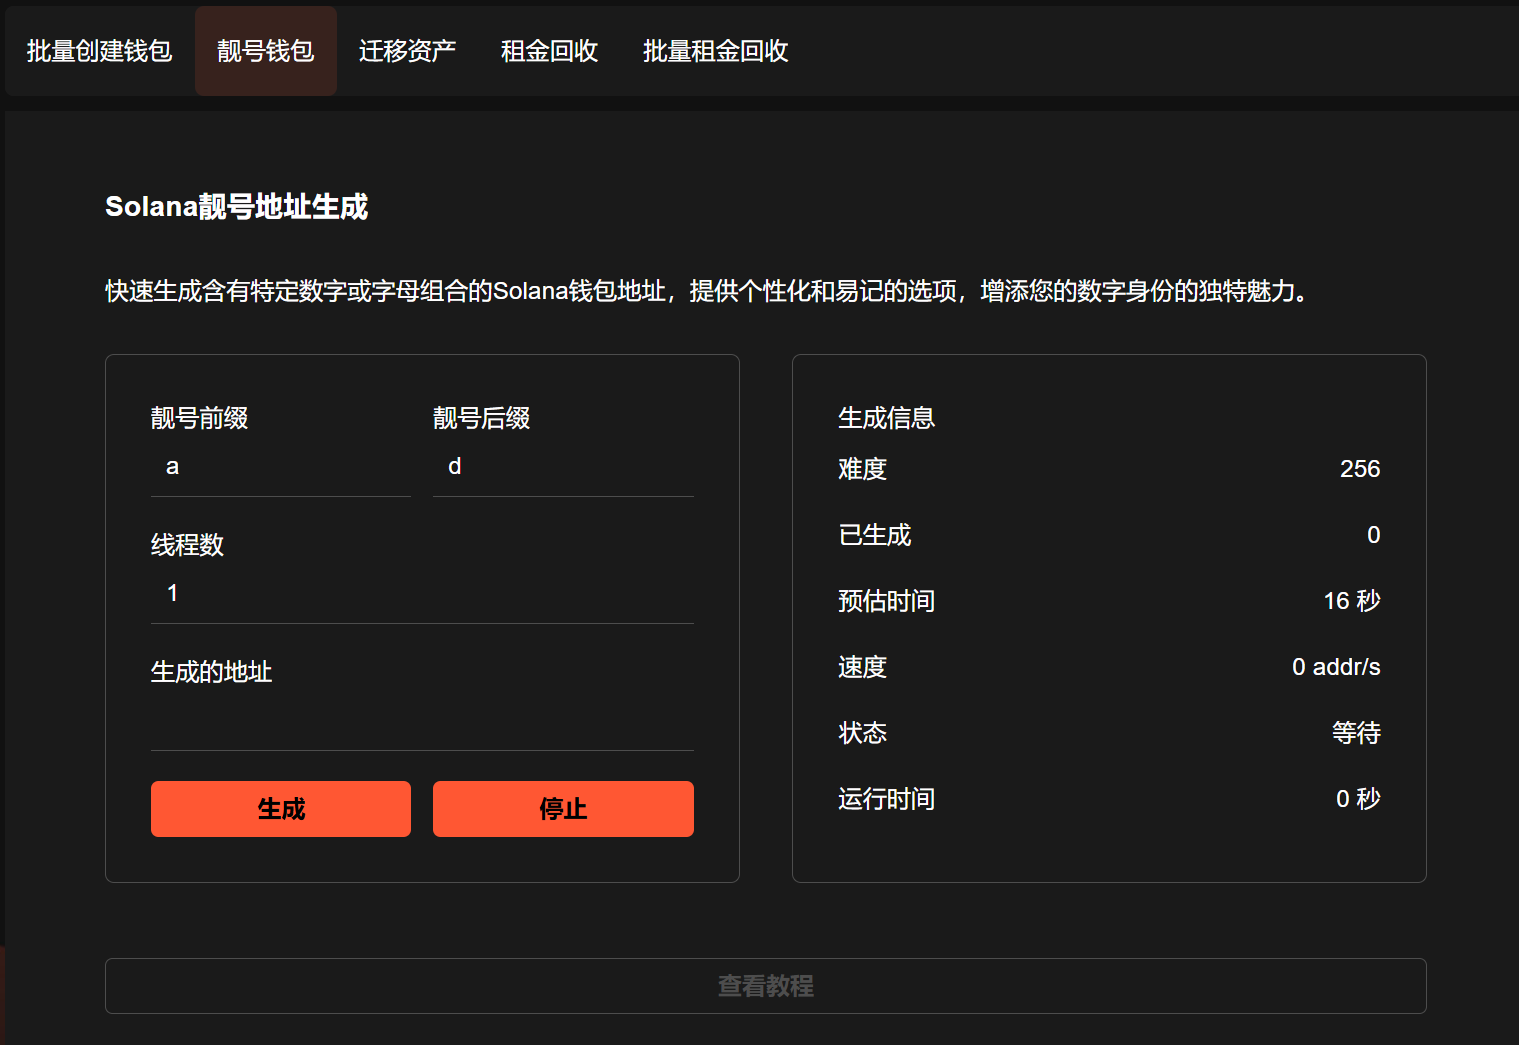 批量创建钱包 靓号钱包 迁移资产 租金回收 批量租金回收
Solana靓号地址生成
快速生成含有特定数字或字母组合的Solana钱包地址，提供个性化和易记的选项，增添您的数字身份的独特魅力。
靓号前缀 靓号后缀
a d
线程数
1
生成的地址
生成 停止
生成信息
难度 256
已生成 0
预估时间 16 秒
速度 0 addr/s
状态 等待
运行时间 0 秒
查看教程